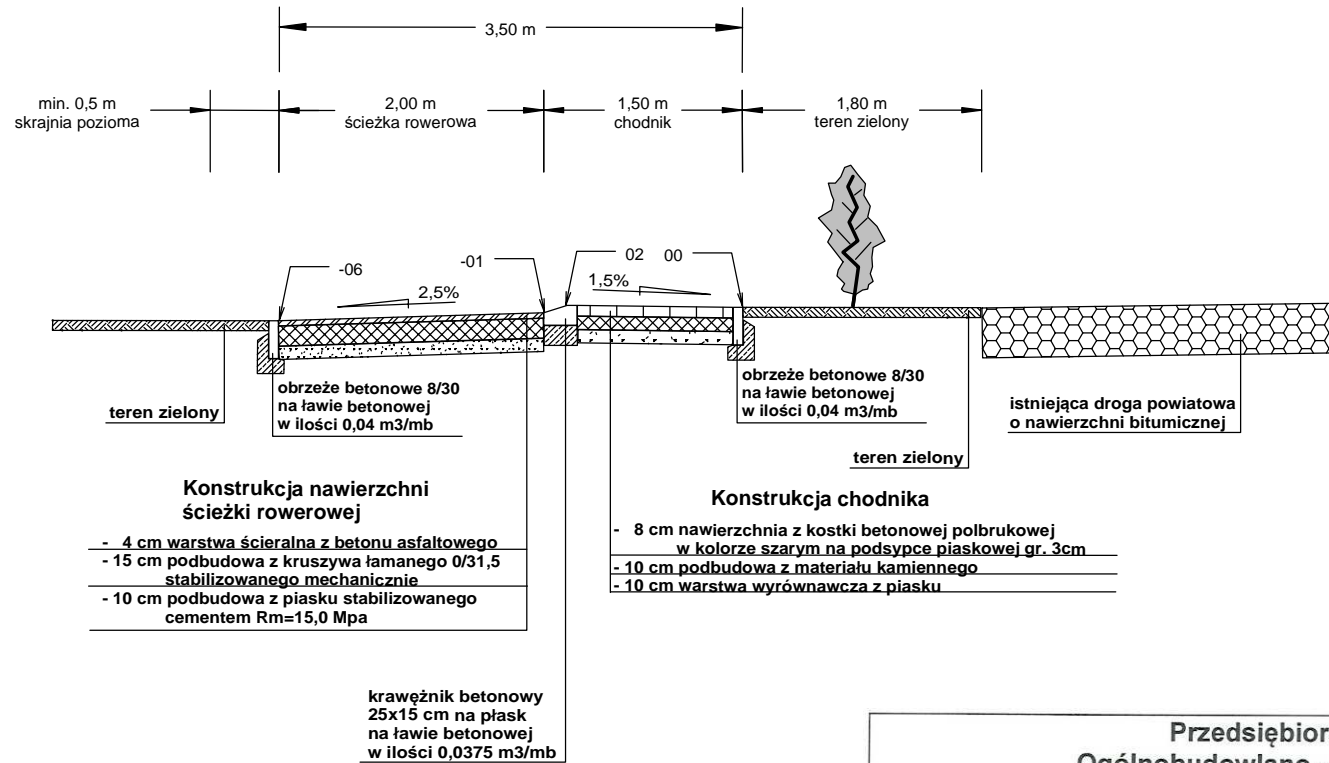 3,50 m
min. 0,5 m
skrajnia pozioma
2,00 m
ścieżka rowerowa
1,50 m
chodnik
1,80 m
teren zielony
-06
-01
02
00
2,5%
1,5%
teren zielony
obrzeże betonowe 8/30
na ławie betonowej
w ilości 0,04 m3/mb
obrzeże betonowe 8/30
na ławie betonowej
w ilości 0,04 m3/mb
istniejąca droga powiatowa
o nawierzchni bitumicznej
teren zielony
Konstrukcja nawierzchni
ścieżki rowerowej
- 4 cm warstwa ścieralna z betonu asfaltowego
- 15 cm podbudowa z kruszywa łamanego 0/31,5
stabilizowanego mechanicznie
- 10 cm podbudowa z piasku stabilizowanego
cementem Rm=15,0 Mpa
Konstrukcja chodnika
- 8 cm nawierzchnia z kostki betonowej polbrukowej
w kolorze szarym na podsypce piaskowej gr. 3cm
- 10 cm podbudowa z materiału kamiennego
- 10 cm warstwa wyrównawcza z piasku
krawężnik betonowy
25x15 cm na płask
na ławie betonowej
w ilości 0,0375 m3/mb
Przedsiębior
Ogólnobudowlano